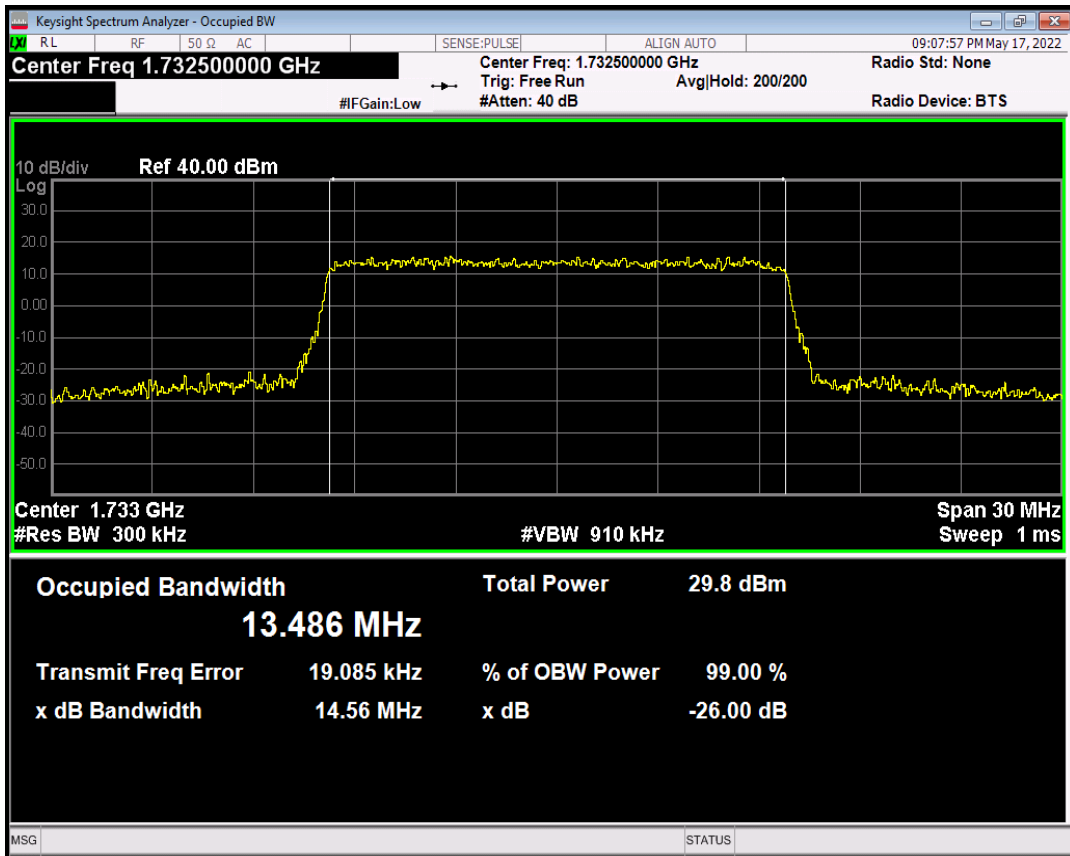 Keysight Spectrum Analyzer - Occupied BW
LXI RL RF 50 Ω AC SENSE:PULSE ALIGN AUTO 09:07:57 PM May 17, 2022
Center Freq 1.732500000 GHz Center Freq: 1.732500000 GHz Radio Std: None
Trig: Free Run Avg|Hold: 200/200
#IFGain:Low #Atten: 40 dB Radio Device: BTS
10 dB/div Ref 40.00 dBm
Log
30.0
20.0
10.0
0.00
-10.0
-20.0
-30.0
-40.0
-50.0
Center 1.733 GHz Span 30 MHz
#Res BW 300 kHz #VBW 910 kHz Sweep 1 ms
Occupied Bandwidth Total Power 29.8 dBm
13.486 MHz
Transmit Freq Error 19.085 kHz % of OBW Power 99.00 %
x dB Bandwidth 14.56 MHz x dB -26.00 dB
MSG STATUS